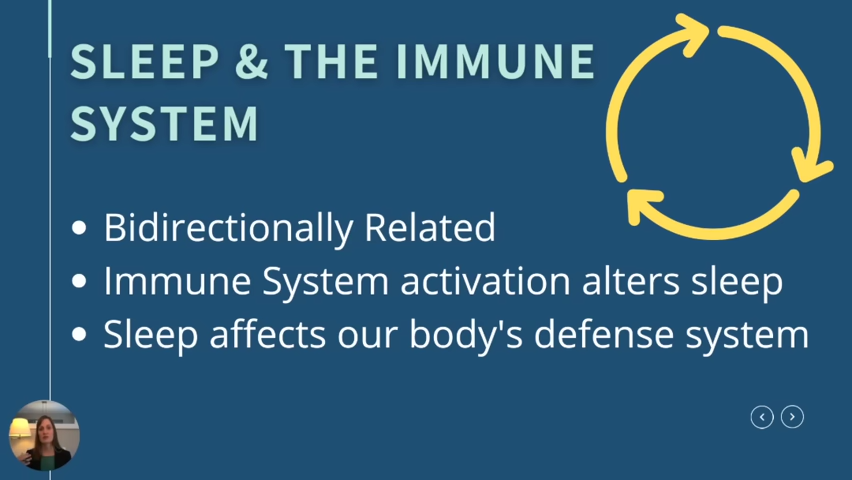 SLEEP & THE IMMUNE
SYSTEM
• Bidirectionally Related
• Immune System activation alters sleep
• Sleep affects our body's defense system